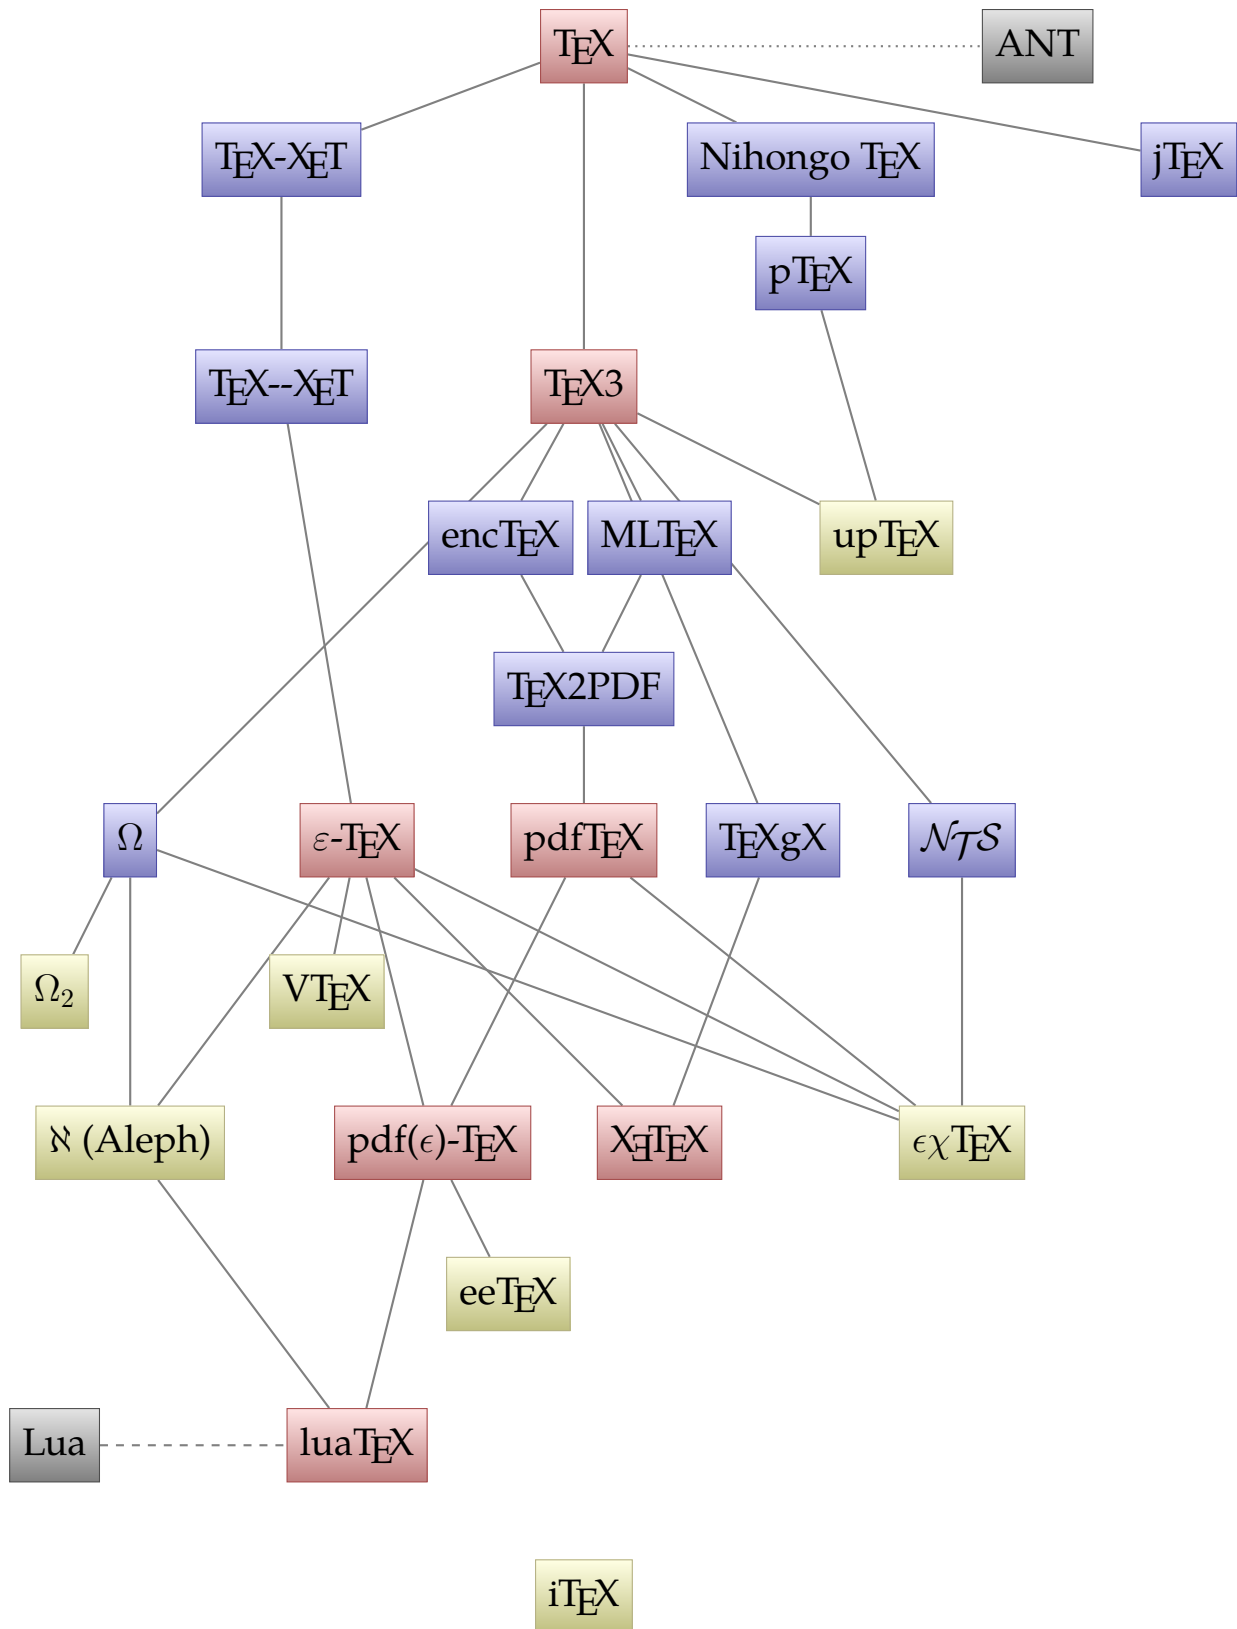 TEX
ANT
TEX-XET
Nihongo TEX
jTEX
pTEX
TEX--XET
TEX3
encTEX
MLTEX
upTEX
TEX2PDF
Ω
ε-TEX
pdfTEX
TEXgX
𝒩𝒯𝒮
Ω₂
VTEX
ℵ (Aleph)
pdf(ϵ)-TEX
XƎTEX
ϵχTEX
eeTEX
Lua
luaTEX
iTEX